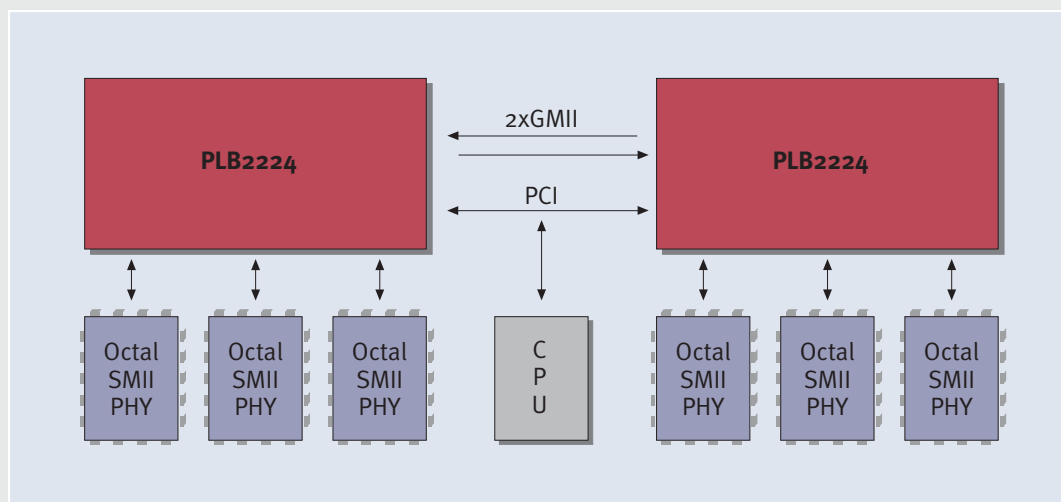 2xGMII
PLB2224
PLB2224
PCI
Octal
SMII
PHY
Octal
SMII
PHY
Octal
SMII
PHY
C
P
U
Octal
SMII
PHY
Octal
SMII
PHY
Octal
SMII
PHY